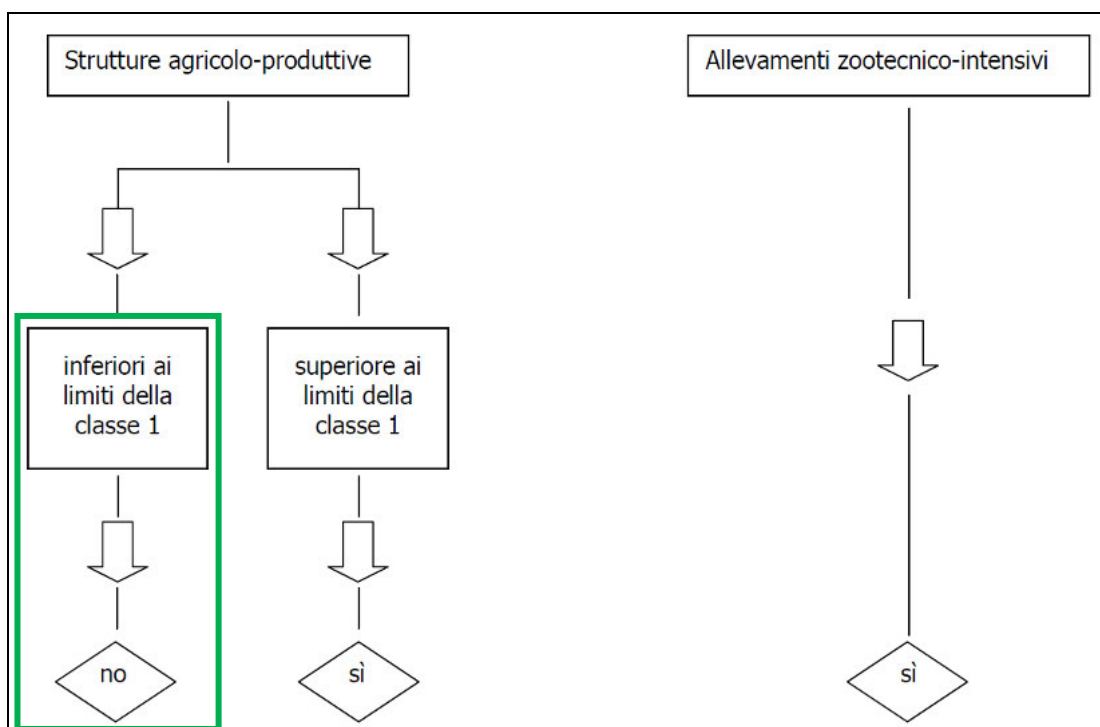 Strutture agricolo-produttive
Allevamenti zootecnico-intensivi
inferiori ai
limiti della
classe 1
superiore ai
limiti della
classe 1
no
sì
sì